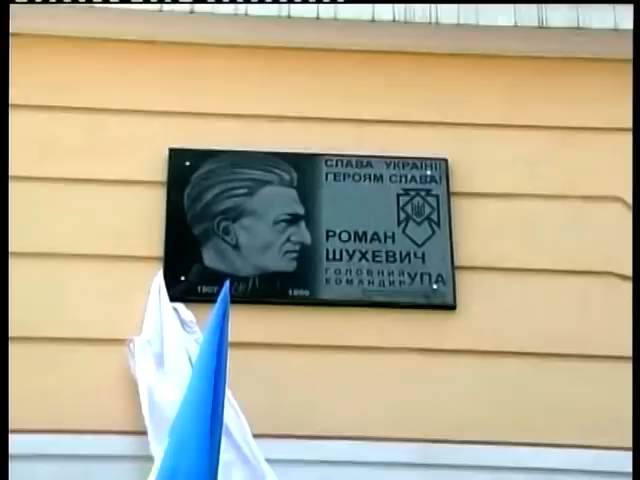 СЛАВА УКРАЇНІ!
ГЕРОЯМ СЛАВА!
РОМАН
ШУХЕВИЧ
ГОЛОВНИЙ
КОМАНДИР УПА
1907 1950